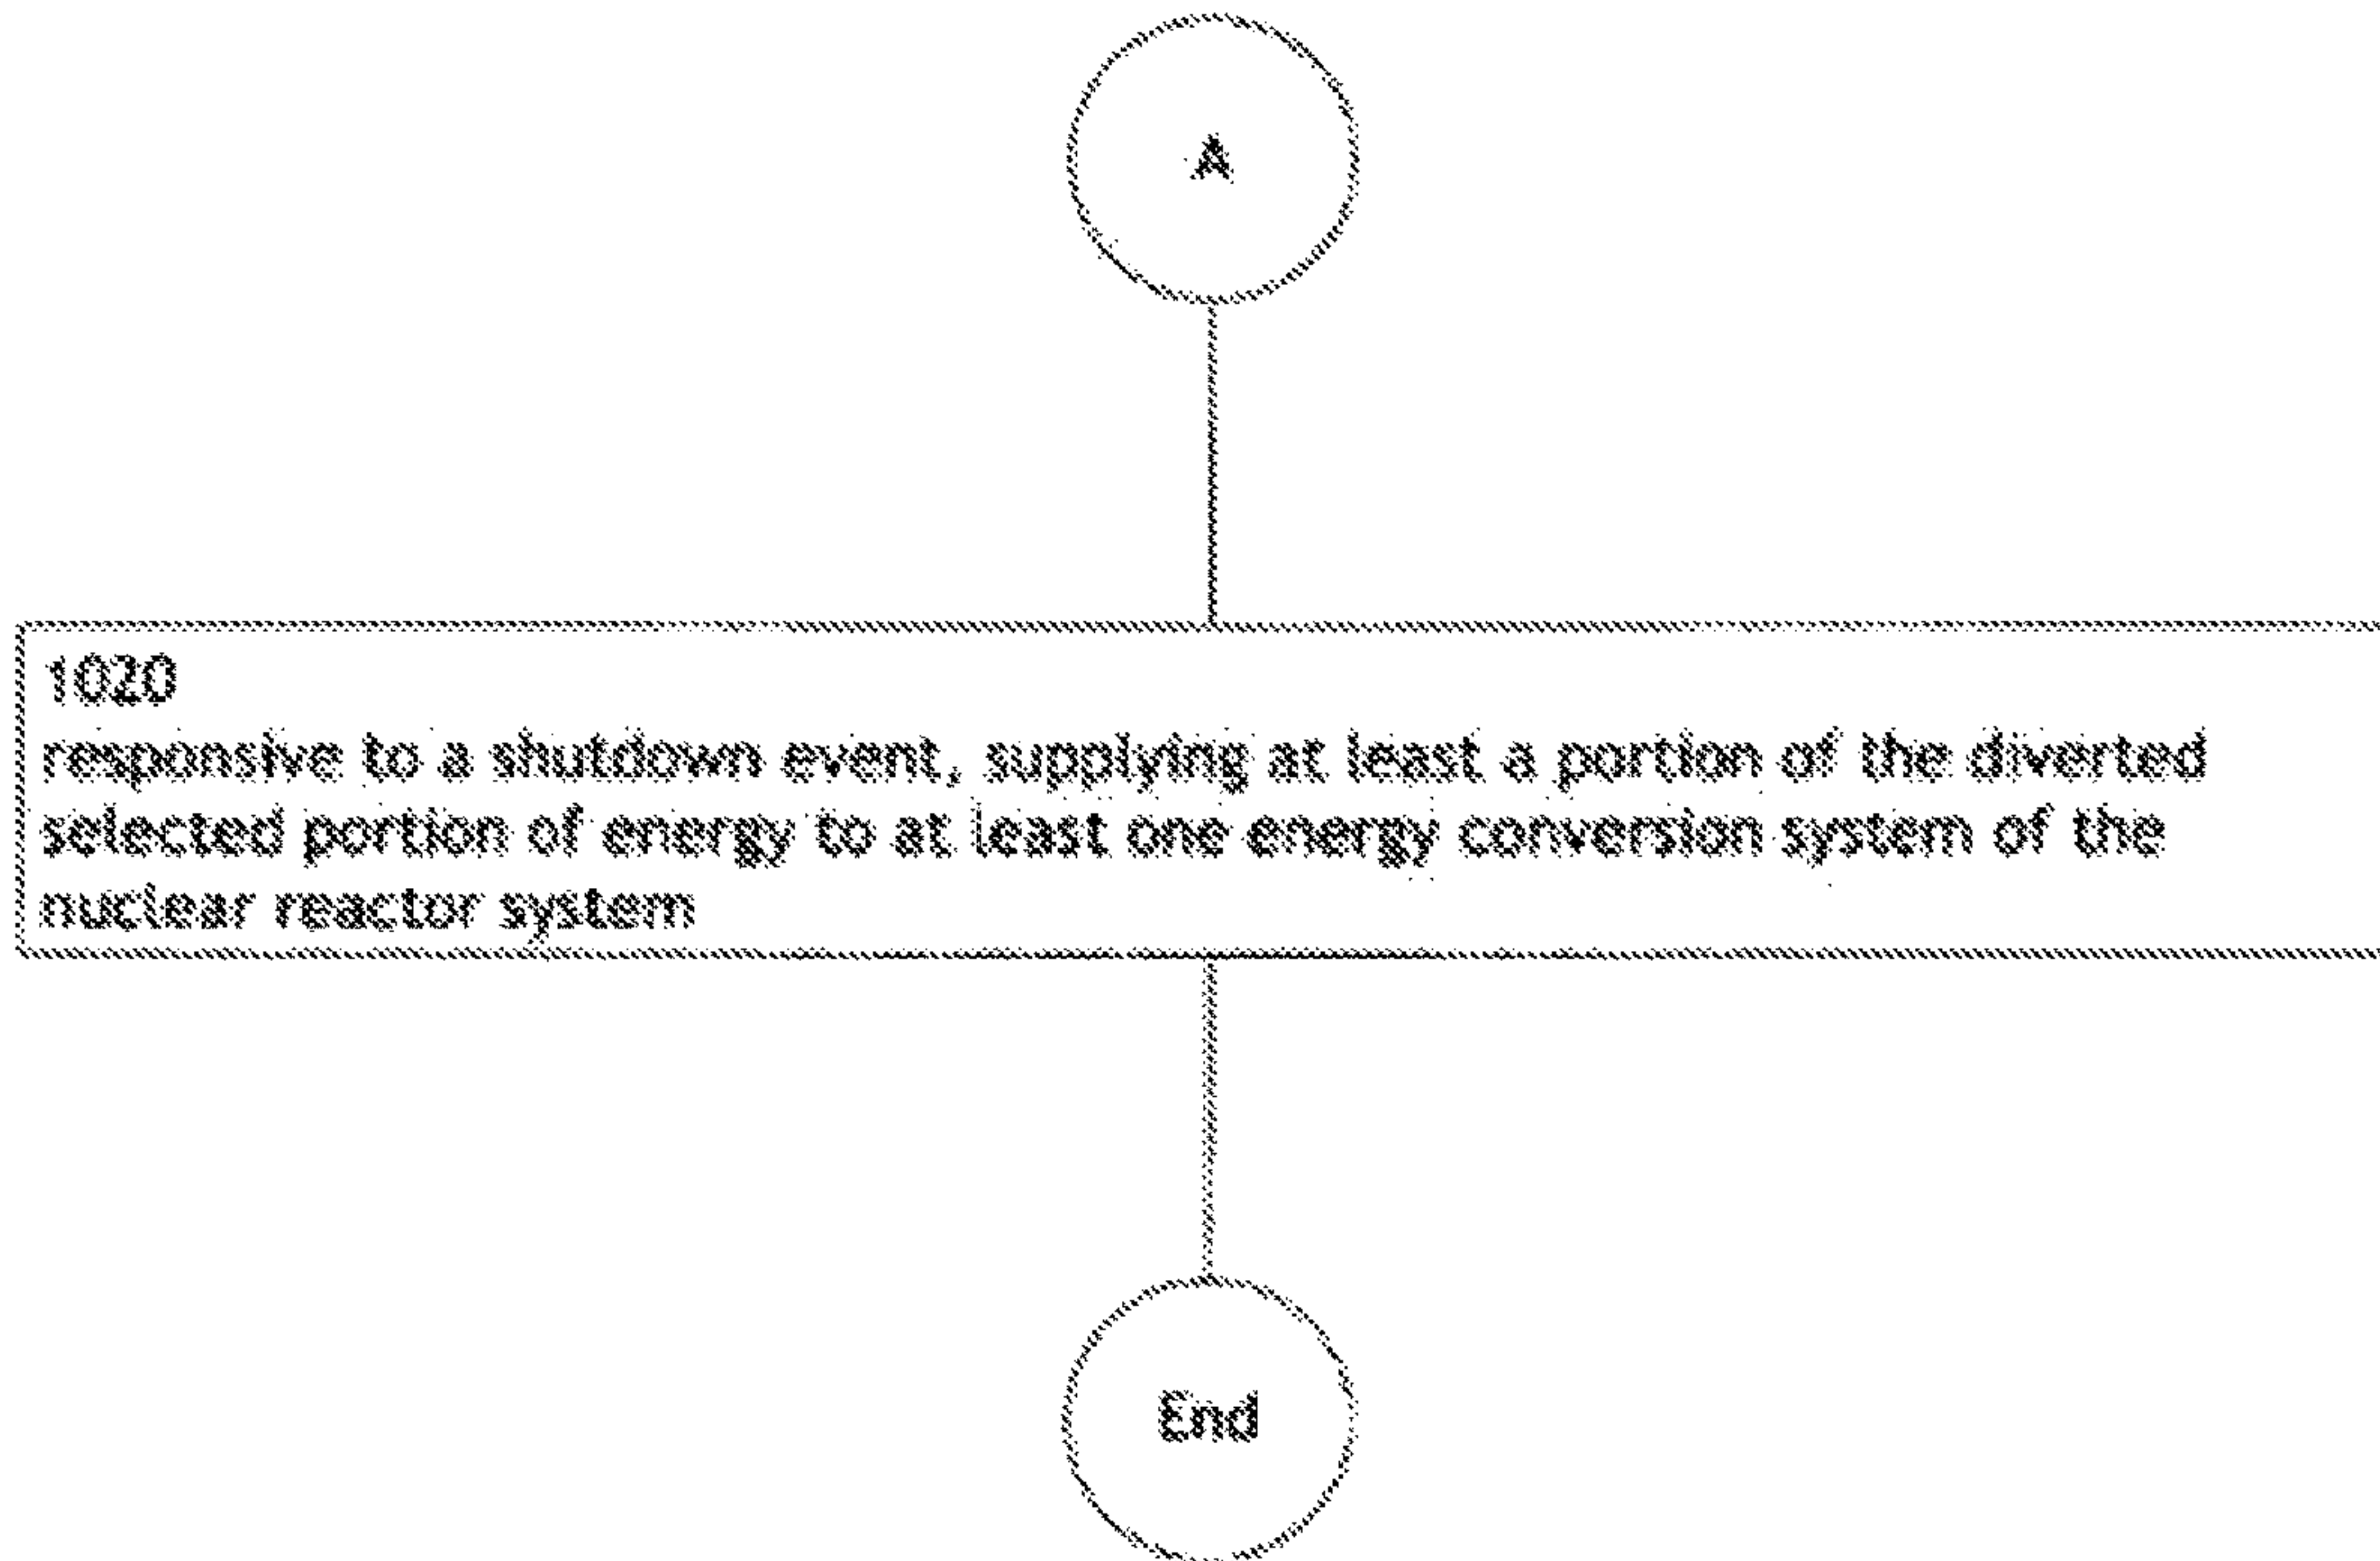 A
1020
responsive to a shutdown event, supplying at least a portion of the diverted
selected portion of energy to at least one energy conversion system of the
nuclear reactor system
End